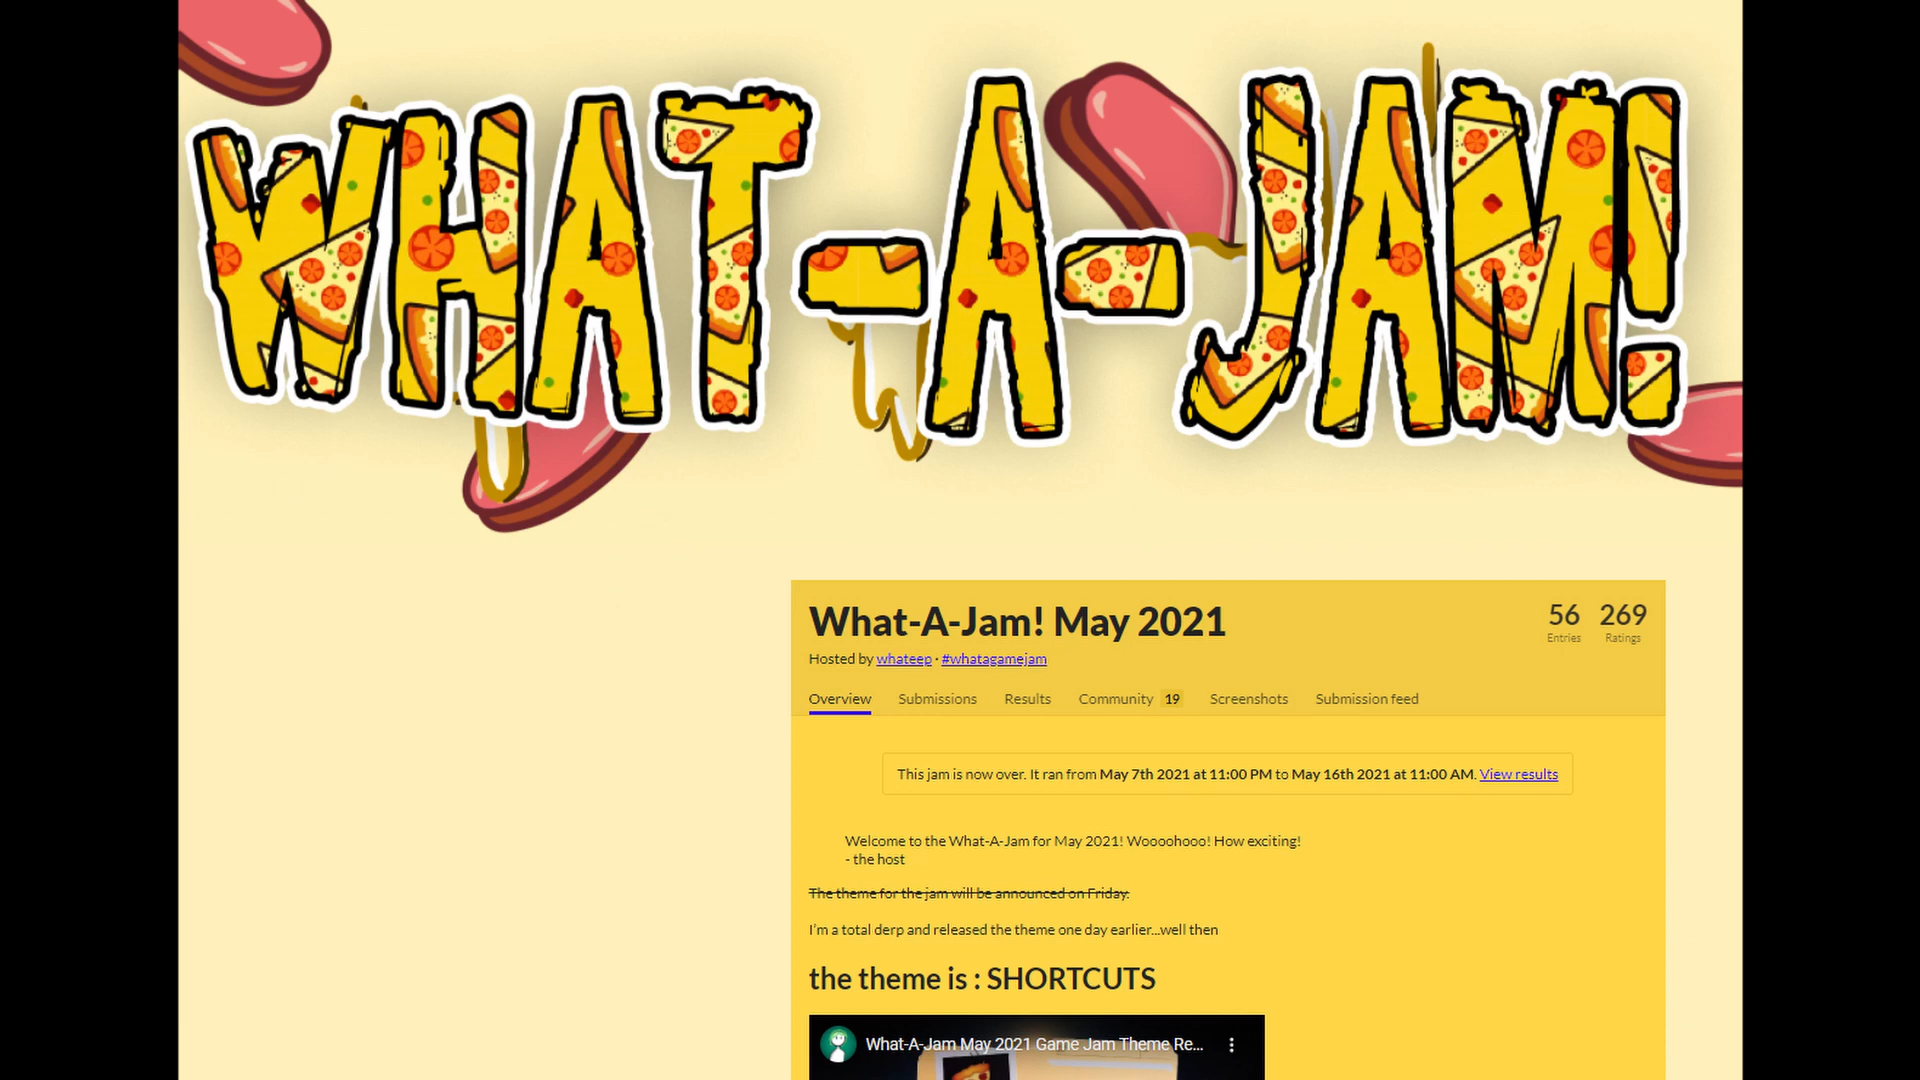 WHAT-A-JAM!
What-A-Jam! May 2021
56 269
Entries Ratings
Hosted by whateep · #whatagamejam
Overview Submissions Results Community 19 Screenshots Submission feed
This jam is now over. It ran from May 7th 2021 at 11:00 PM to May 16th 2021 at 11:00 AM. View results
Welcome to the What-A-Jam for May 2021! Woooohooo! How exciting!
- the host
The theme for the jam will be announced on Friday.
I'm a total derp and released the theme one day earlier...well then
the theme is : SHORTCUTS
What-A-Jam May 2021 Game Jam Theme Re...